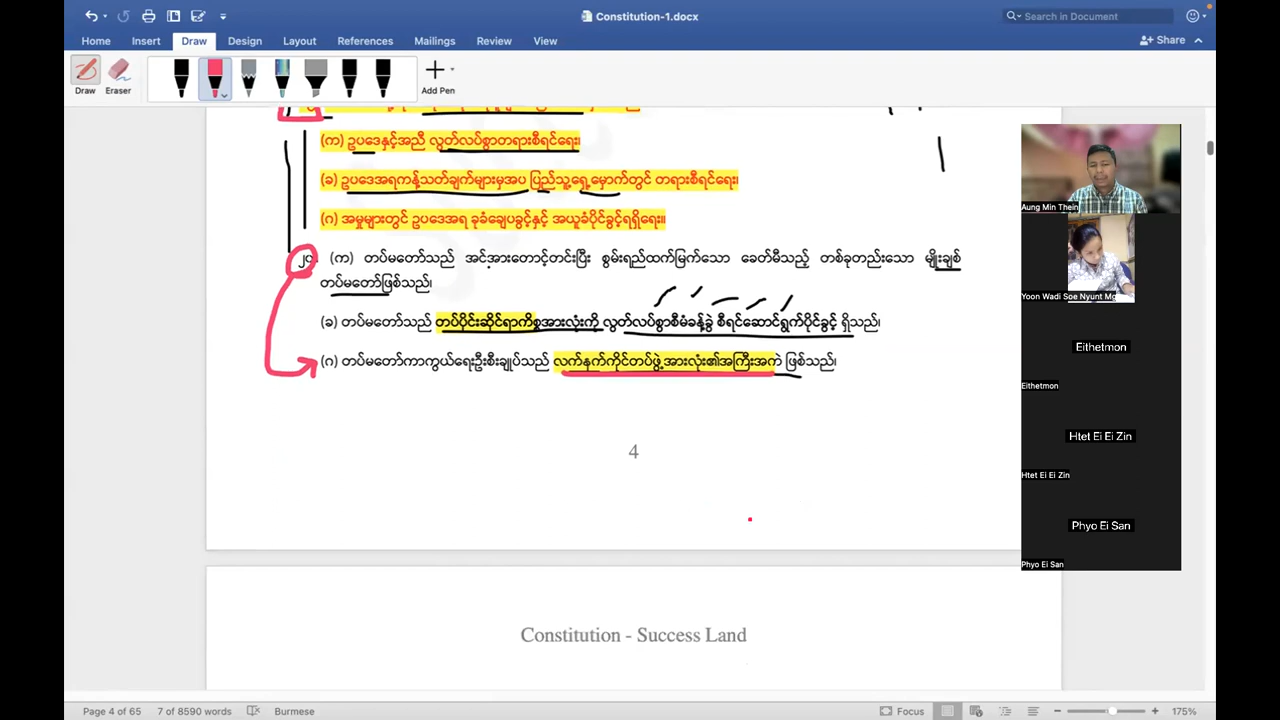 Constitution-1.docx
Search in Document
Home Insert Draw Design Layout References Mailings Review View
Share
Draw Eraser Add Pen
(က) ဥပဒေနှင့်အညီ လွတ်လပ်စွာတရားစီရင်ရေး၊
(ခ) ဥပဒေအရကန့်သတ်ချက်များမှအပ ပြည်သူ့ရှေ့မှောက်တွင် တရားစီရင်ရေး၊
(ဂ) အမှုများတွင် ဥပဒေအရ ခုခံချေပခွင့်နှင့် အယူခံပိုင်ခွင့်ရရှိရေး။
၂၀။ (က) တပ်မတော်သည် အင်အားတောင့်တင်းပြီး စွမ်းရည်ထက်မြက်သော ခေတ်မီသည့် တစ်ခုတည်းသော မျိုးချစ်
တပ်မတော်ဖြစ်သည်၊
(ခ) တပ်မတော်သည် တပ်ပိုင်းဆိုင်ရာကိစ္စအားလုံးကို လွတ်လပ်စွာစီမံခန့်ခွဲ စီရင်ဆောင်ရွက်ပိုင်ခွင့် ရှိသည်၊
(ဂ) တပ်မတော်ကာကွယ်ရေးဦးစီးချုပ်သည် လက်နက်ကိုင်တပ်ဖွဲ့အားလုံး၏အကြီးအကဲ ဖြစ်သည်၊
4
Constitution - Success Land
Aung Min Thein
Yoon Wadi Soe Nyunt Mg
Eithetmon
Eithetmon
Htet Ei Ei Zin
Htet Ei Ei Zin
Phyo Ei San
Phyo Ei San
Page 4 of 65 7 of 8590 words Burmese Focus 175%